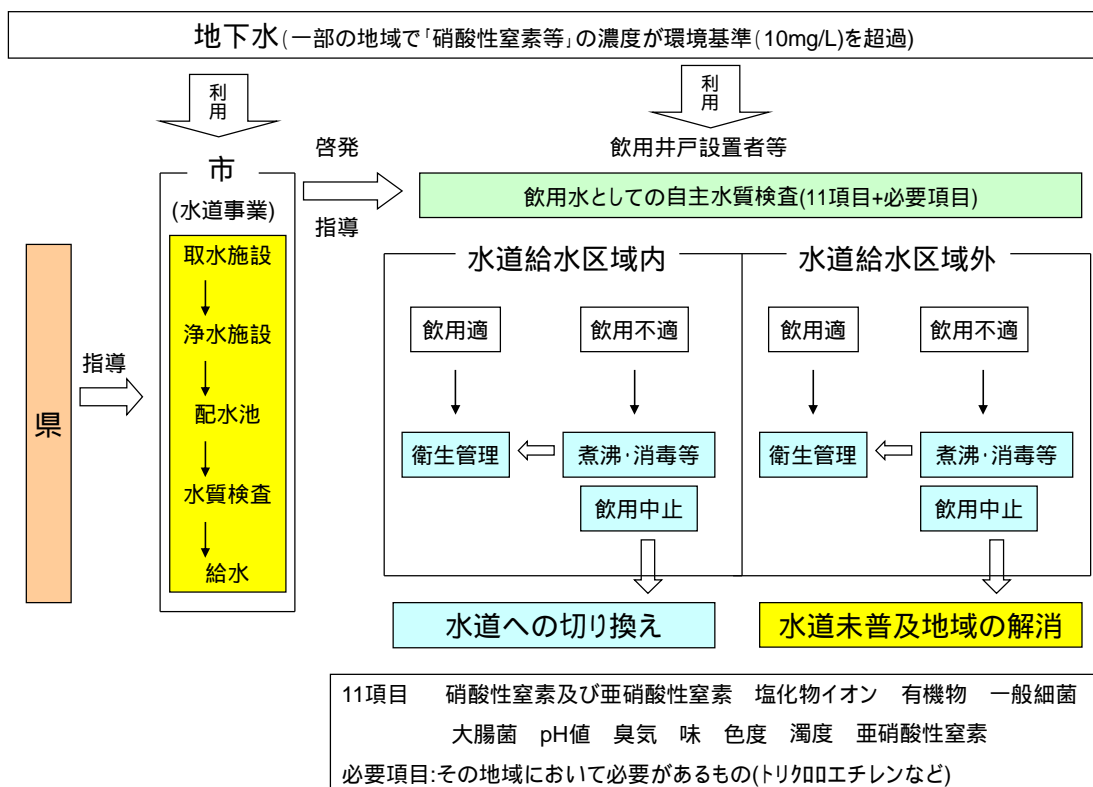 地下水(一部の地域で「硝酸性窒素等」の濃度が環境基準(10mg/L)を超過)
利用
利用
飲用井戸設置者等
市
(水道事業)
啓発
指導
飲用水としての自主水質検査(11項目+必要項目)
県
指導
取水施設
浄水施設
配水池
水質検査
給水
水道給水区域内
飲用適
飲用不適
衛生管理
煮沸・消毒等
飲用中止
水道への切り換え
水道給水区域外
飲用適
飲用不適
衛生管理
煮沸・消毒等
飲用中止
水道未普及地域の解消
11項目 硝酸性窒素及び亜硝酸性窒素 塩化物イオン 有機物 一般細菌
大腸菌 pH値 臭気 味 色度 濁度 亜硝酸性窒素
必要項目:その地域において必要があるもの(トリクロロエチレンなど)